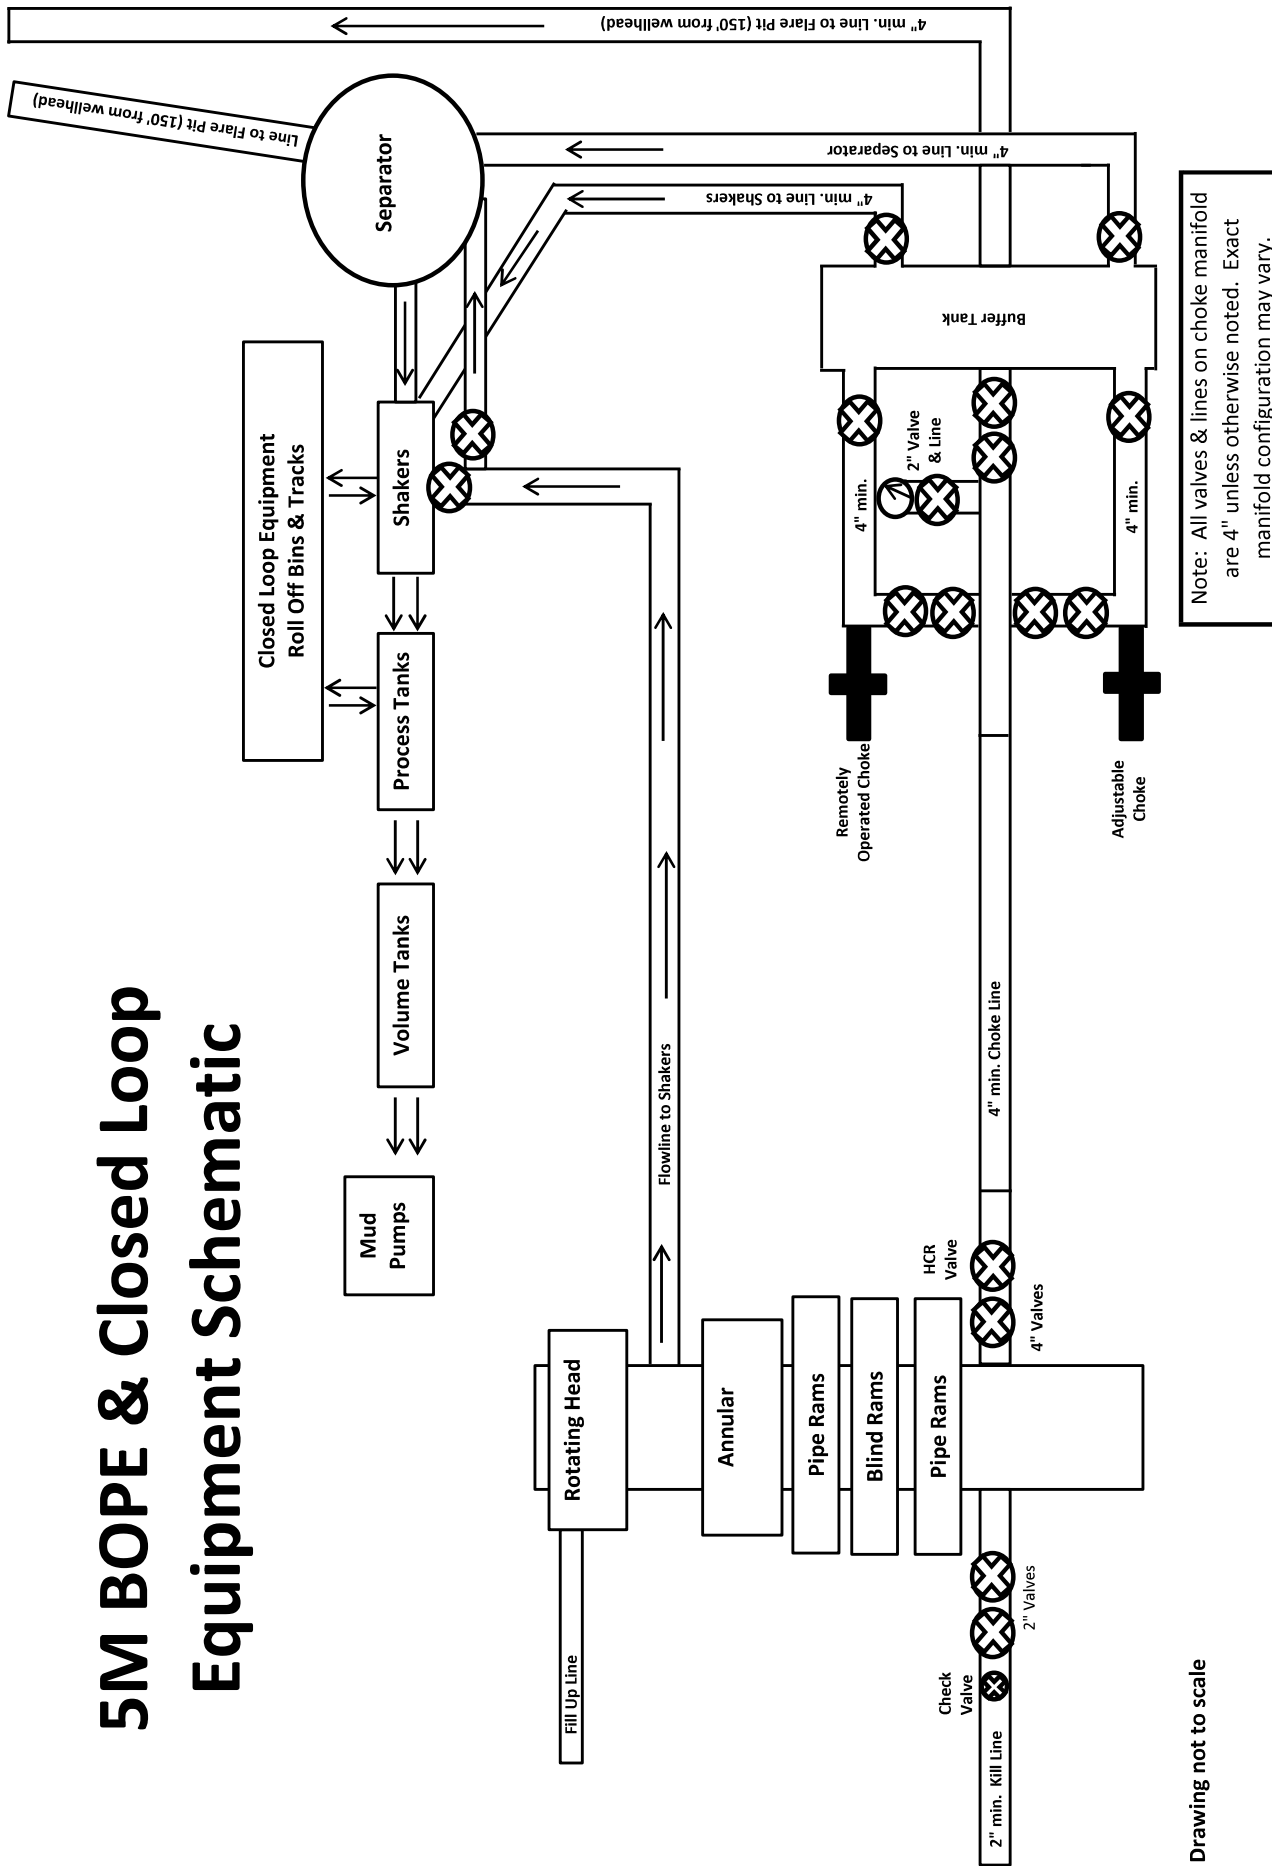 5M BOPE & Closed Loop
Equipment Schematic
Closed Loop Equipment
Roll Off Bins & Tracks
Mud
Pumps
Volume Tanks
Process Tanks
Shakers
Separator
Line to Flare Pit (150' from wellhead)
4" min. Line to Flare Pit (150' from wellhead)
Fill Up Line
Rotating Head
Flowline to Shakers
Annular
Pipe Rams
Blind Rams
Pipe Rams
4" min. Line to Shakers
4" min. Line to Separator
Remotely
Operated Choke
4" min.
2" Valve
& Line
Buffer Tank
Check
Valve
2" min. Kill Line
2" Valves
HCR
Valve
4" Valves
4" min. Choke Line
Adjustable
Choke
4" min.
Note: All valves & lines on choke manifold
are 4" unless otherwise noted. Exact
manifold configuration may vary.
Drawing not to scale